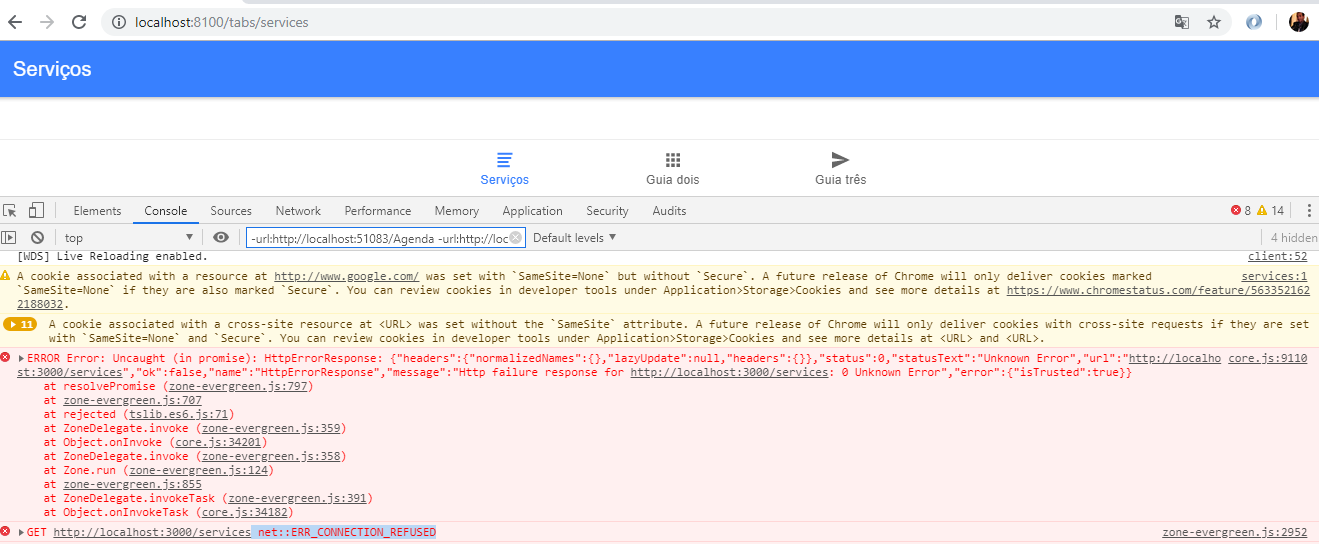 localhost:8100/tabs/services
Serviços
Serviços Guia dois Guia três
Elements Console Sources Network Performance Memory Application Security Audits 8 14
top -url:http://localhost:51083/Agenda -url:http://loc Default levels 4 hidden
[WDS] Live Reloading enabled. client:52
A cookie associated with a resource at http://www.google.com/ was set with `SameSite=None` but without `Secure`. A future release of Chrome will only deliver cookies marked services:1
`SameSite=None` if they are also marked `Secure`. You can review cookies in developer tools under Application>Storage>Cookies and see more details at https://www.chromestatus.com/feature/563352162
2188032.
11 A cookie associated with a cross-site resource at <URL> was set without the `SameSite` attribute. A future release of Chrome will only deliver cookies with cross-site requests if they are set
with `SameSite=None` and `Secure`. You can review cookies in developer tools under Application>Storage>Cookies and see more details at <URL> and <URL>.
ERROR Error: Uncaught (in promise): HttpErrorResponse: {"headers":{"normalizedNames":{},"lazyUpdate":null,"headers":{}},"status":0,"statusText":"Unknown Error","url":"http://localho core.js:9110
st:3000/services","ok":false,"name":"HttpErrorResponse","message":"Http failure response for http://localhost:3000/services: 0 Unknown Error","error":{"isTrusted":true}}
at resolvePromise (zone-evergreen.js:797)
at zone-evergreen.js:707
at rejected (tslib.es6.js:71)
at ZoneDelegate.invoke (zone-evergreen.js:359)
at Object.onInvoke (core.js:34201)
at ZoneDelegate.invoke (zone-evergreen.js:358)
at Zone.run (zone-evergreen.js:124)
at zone-evergreen.js:855
at ZoneDelegate.invokeTask (zone-evergreen.js:391)
at Object.onInvokeTask (core.js:34182)
GET http://localhost:3000/services net::ERR_CONNECTION_REFUSED zone-evergreen.js:2952